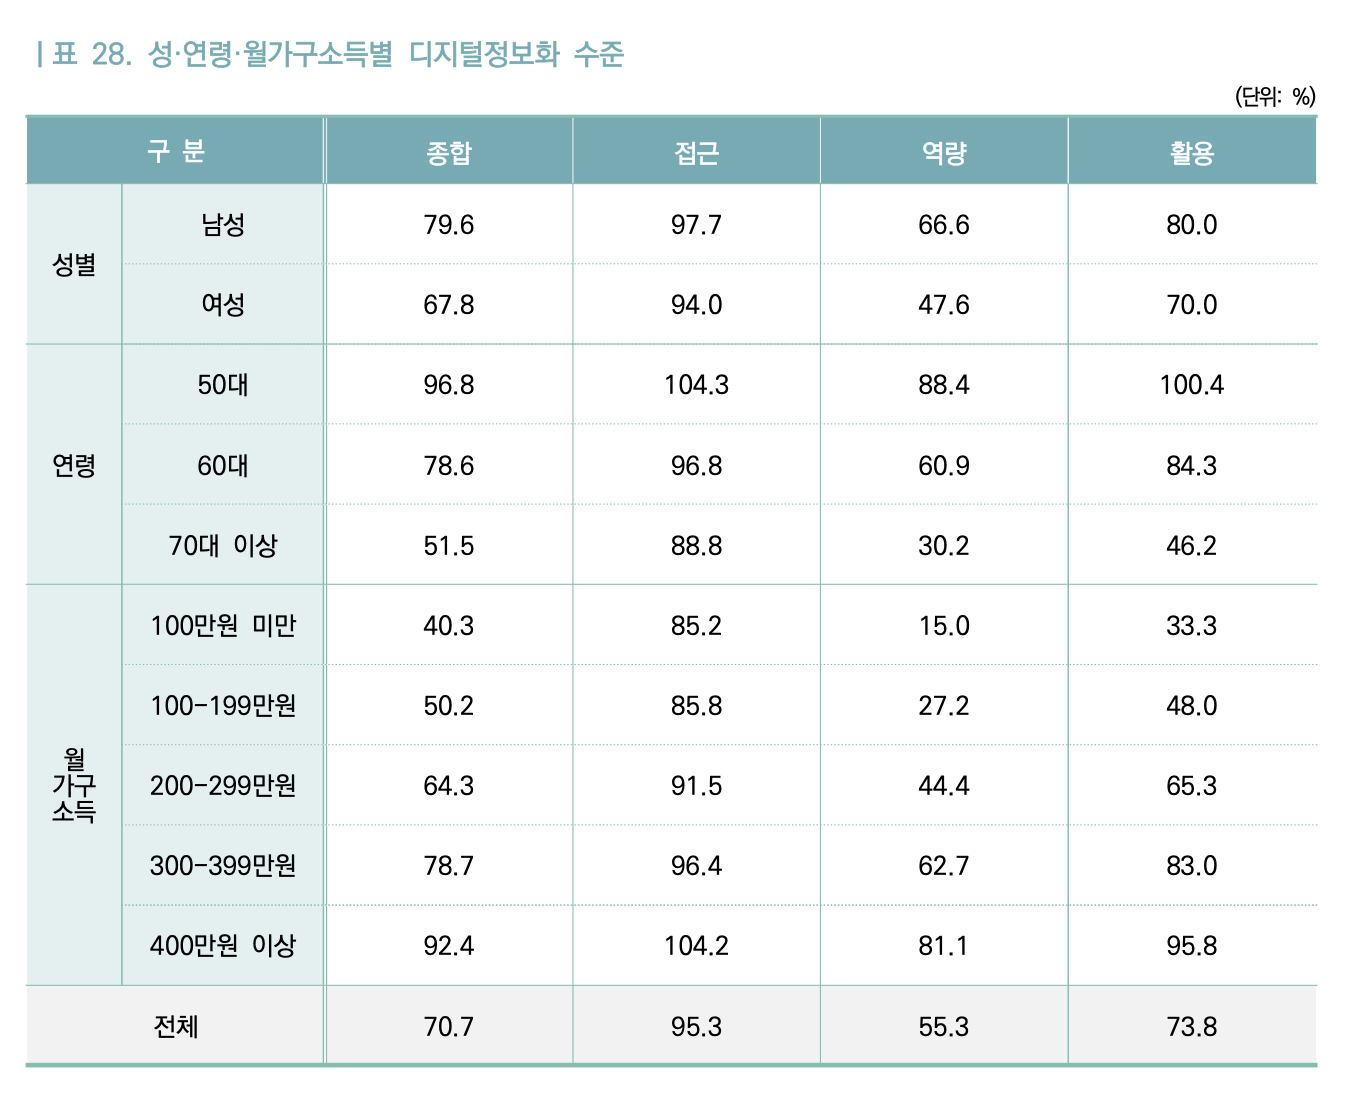 표 28. 성·연령·월가구소득별 디지털정보화 수준
(단위: %)
구 분 종합 접근 역량 활용
성별 남성 79.6 97.7 66.6 80.0
여성 67.8 94.0 47.6 70.0
연령 50대 96.8 104.3 88.4 100.4
60대 78.6 96.8 60.9 84.3
70대 이상 51.5 88.8 30.2 46.2
월
가구
소득
100만원 미만 40.3 85.2 15.0 33.3
100-199만원 50.2 85.8 27.2 48.0
200-299만원 64.3 91.5 44.4 65.3
300-399만원 78.7 96.4 62.7 83.0
400만원 이상 92.4 104.2 81.1 95.8
전체 70.7 95.3 55.3 73.8